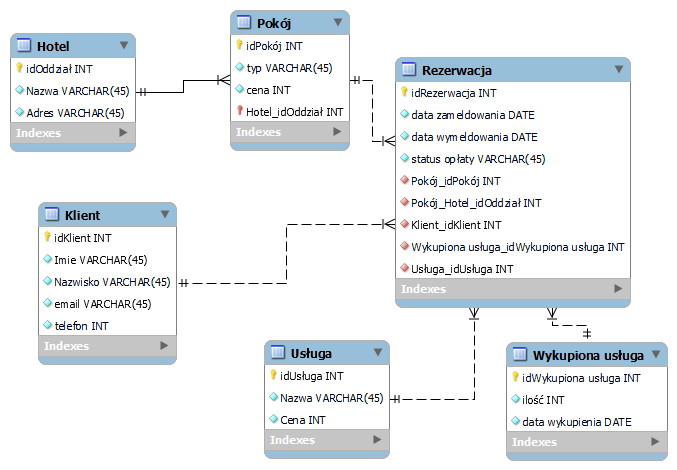 Hotel
idOddział INT
Nazwa VARCHAR(45)
Adres VARCHAR(45)
Indexes
Pokój
idPokój INT
typ VARCHAR(45)
cena INT
Hotel_idOddział INT
Indexes
Rezerwacja
idRezerwacja INT
data zameldowania DATE
data wymeldowania DATE
status opłaty VARCHAR(45)
Pokój_idPokój INT
Pokój_Hotel_idOddział INT
Klient_idKlient INT
Wykupiona usługa_idWykupiona usługa INT
Usługa_idUsługa INT
Indexes
Klient
idKlient INT
Imie VARCHAR(45)
Nazwisko VARCHAR(45)
email VARCHAR(45)
telefon INT
Indexes
Usługa
idUsługa INT
Nazwa VARCHAR(45)
Cena INT
Indexes
Wykupiona usługa
idWykupiona usługa INT
ilość INT
data wykupienia DATE
Indexes